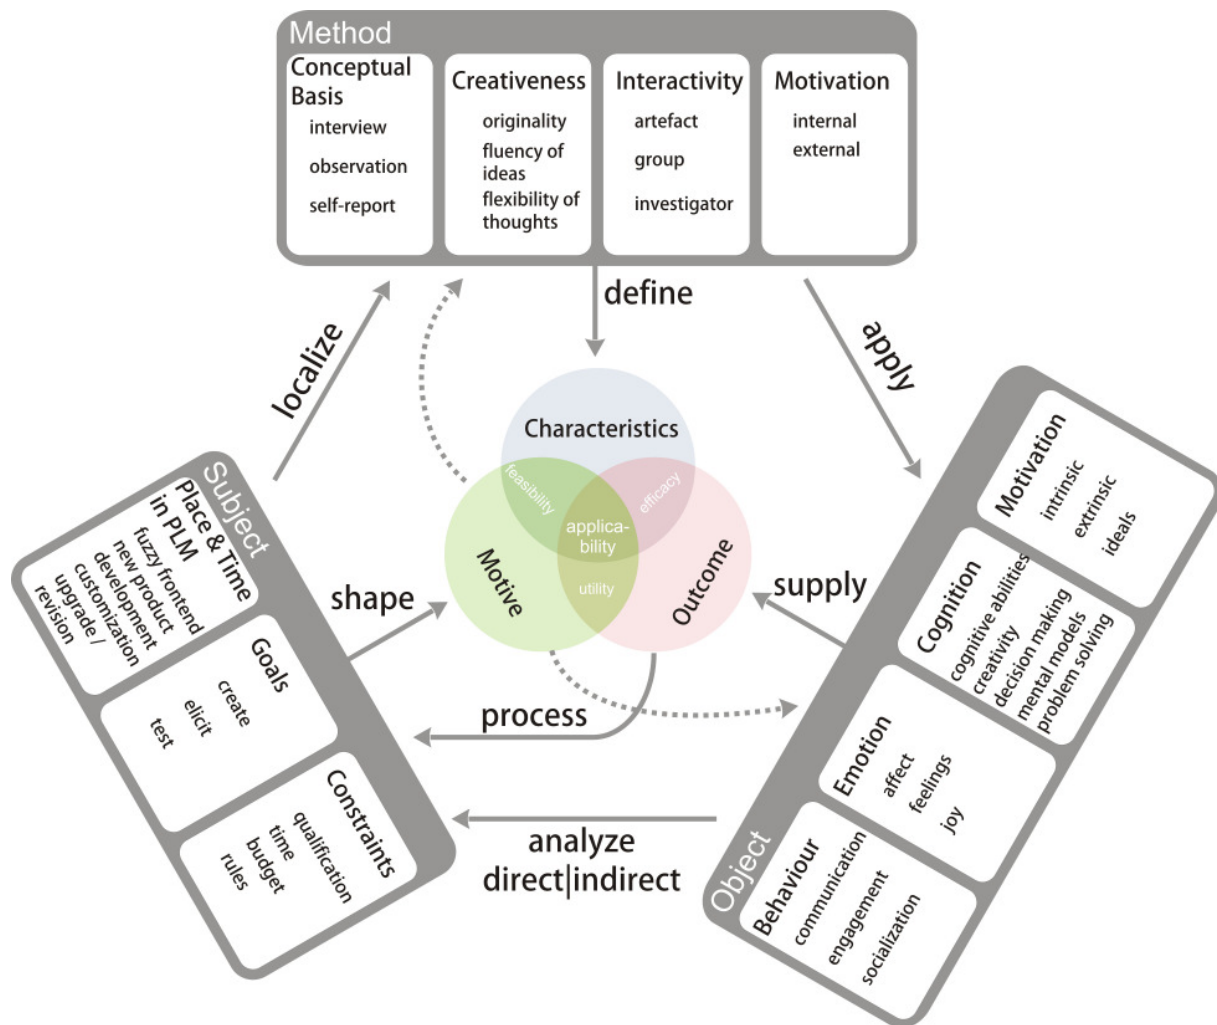 Method
Conceptual
Basis
interview
observation
self-report
Creativeness
originality
fluency of
ideas
flexibility of
thoughts
Interactivity
artefact
group
investigator
Motivation
internal
external
localize
define
apply
Characteristics
feasibility
efficacy
applica-
bility
utility
Motive
Outcome
shape
supply
process
analyze
direct|indirect
Subject
Place & Time
in PLM
fuzzy frontend
new product
development
customization
upgrade /
revision
Goals
create
elicit
test
Constraints
qualification
time
budget
rules
Object
Motivation
intrinsic
extrinsic
ideals
Cognition
cognitive abilities
creativity
decision making
mental models
problem solving
Emotion
affect
feelings
joy
Behaviour
communication
engagement
socialization